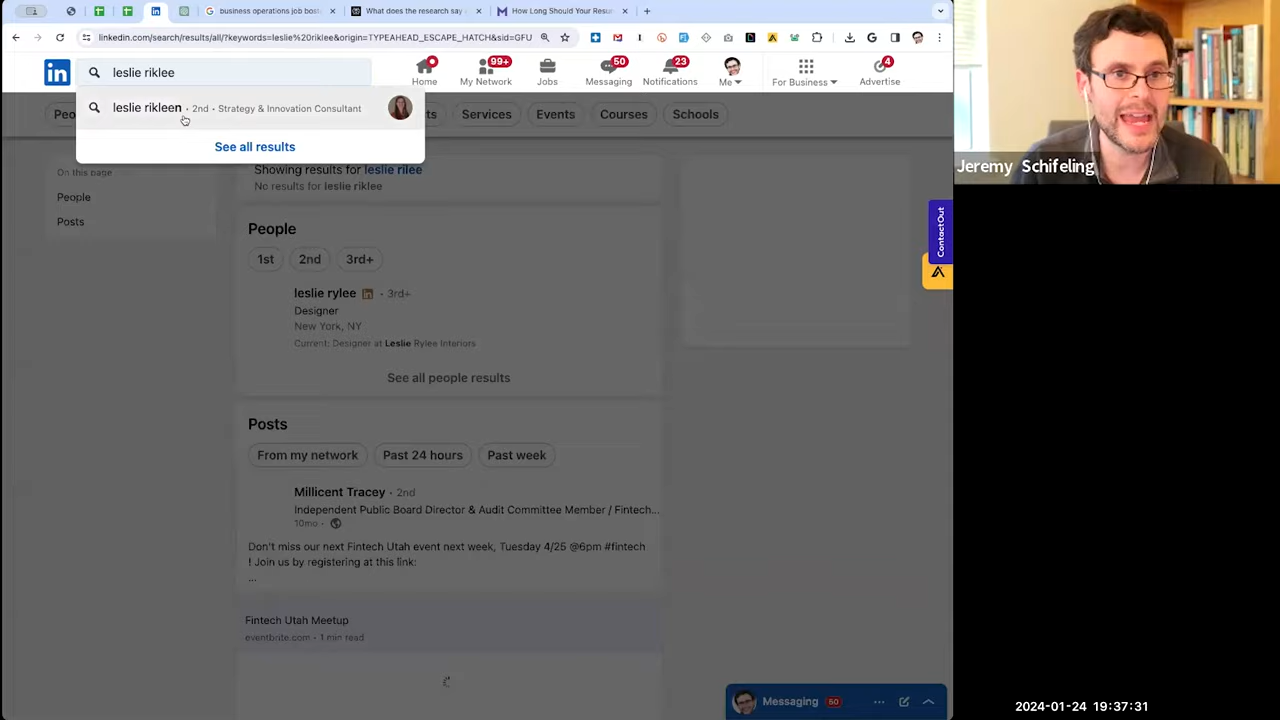 business operations job bost
What does the research say
How Long Should Your Resu
linkedin.com/search/results/all/?keywords=leslie%20riklee&origin=TYPEAHEAD_ESCAPE_HATCH&sid=GFU
in
leslie riklee
Home
99+
My Network
Jobs
50
Messaging
23
Notifications
Me
For Business
4
Advertise
leslie rikleen • 2nd • Strategy & Innovation Consultant
See all results
Services
Events
Courses
Schools
On this page
People
Posts
Showing results for leslie rilee
No results for leslie riklee
People
1st
2nd
3rd+
leslie rylee in • 3rd+
Designer
New York, NY
Current: Designer at Leslie Rylee Interiors
See all people results
Posts
From my network
Past 24 hours
Past week
Millicent Tracey • 2nd
Independent Public Board Director & Audit Committee Member / Fintech...
10mo •
Don't miss our next Fintech Utah event next week, Tuesday 4/25 @6pm #fintech
! Join us by registering at this link:
...
Fintech Utah Meetup
eventbrite.com • 1 min read
Messaging 50
ContactOut
Jeremy Schifeling
2024-01-24 19:37:31